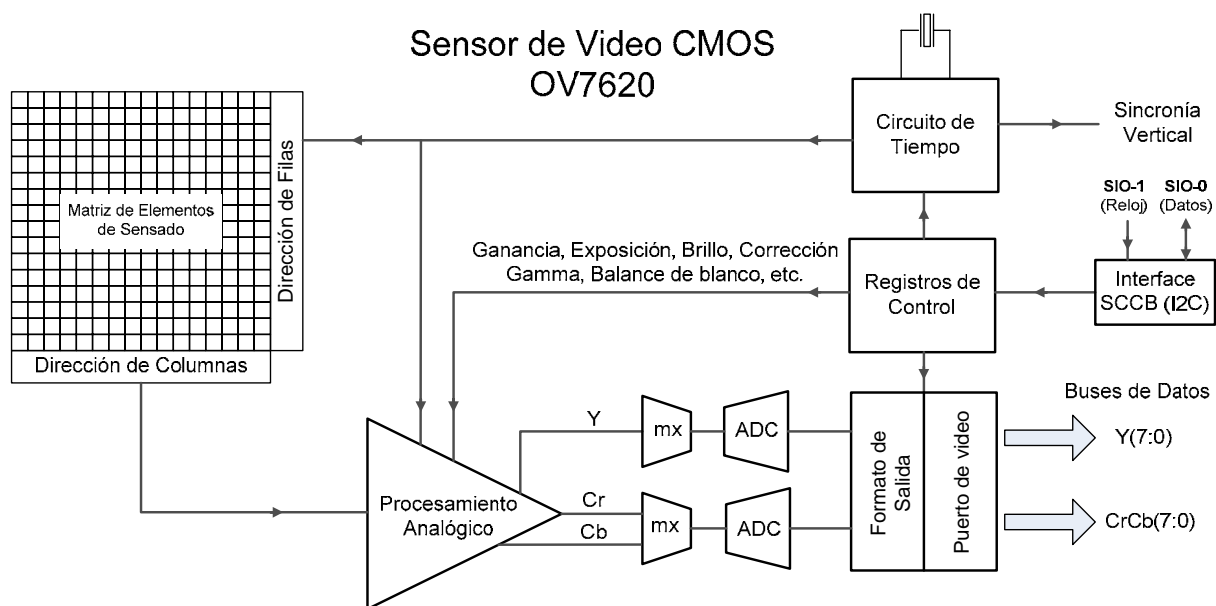 Sensor de Video CMOS
OV7620
Matriz de Elementos
de Sensado
Dirección de Filas
Dirección de Columnas
Circuito de
Tiempo
Sincronía
Vertical
SIO-1
(Reloj)
SIO-0
(Datos)
Ganancia, Exposición, Brillo, Corrección
Gamma, Balance de blanco, etc.
Registros de
Control
Interface
SCCB (I2C)
Procesamiento
Analógico
Y
Cr
Cb
mx
ADC
mx
ADC
Formato de
Salida
Puerto de video
Buses de Datos
Y(7:0)
CrCb(7:0)